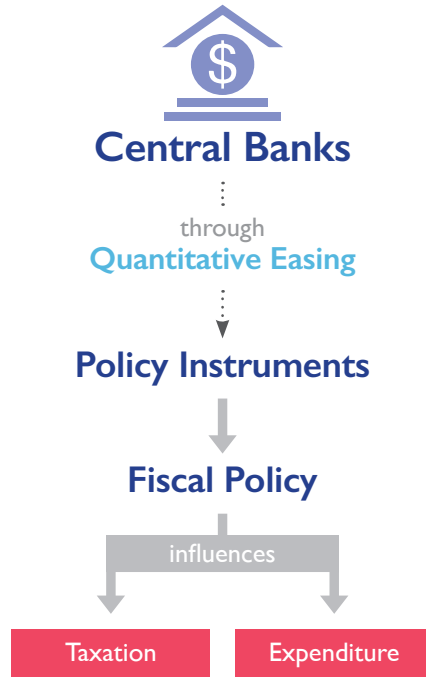 $
Central Banks
through
Quantitative Easing
Policy Instruments
Fiscal Policy
influences
Taxation
Expenditure